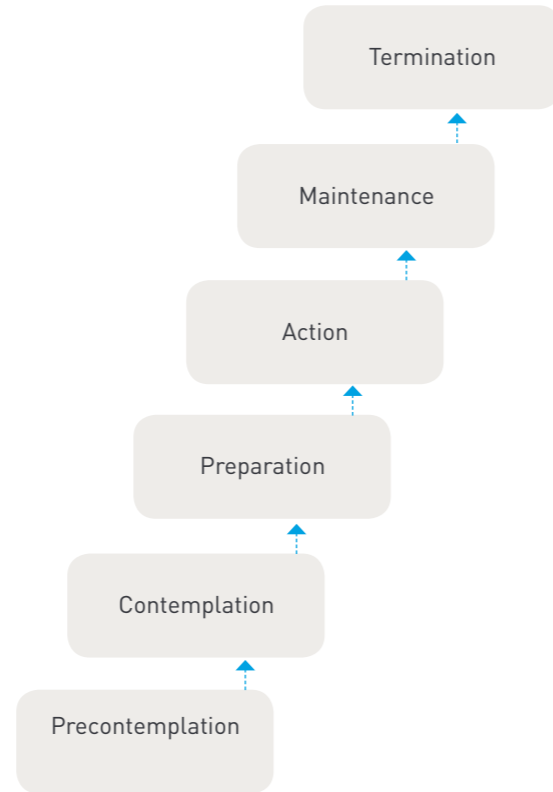 Termination
Maintenance
Action
Preparation
Contemplation
Precontemplation